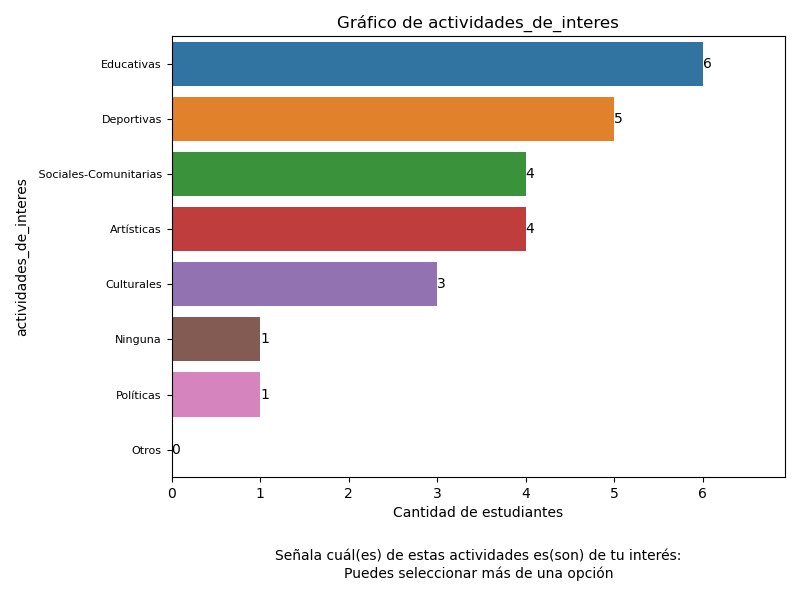 Gráfico de actividades_de_interes
actividades_de_interes
Educativas 6
Deportivas 5
Sociales-Comunitarias 4
Artísticas 4
Culturales 3
Ninguna 1
Políticas 1
Otros 0
0 1 2 3 4 5 6
Cantidad de estudiantes
Señala cuál(es) de estas actividades es(son) de tu interés:
Puedes seleccionar más de una opción